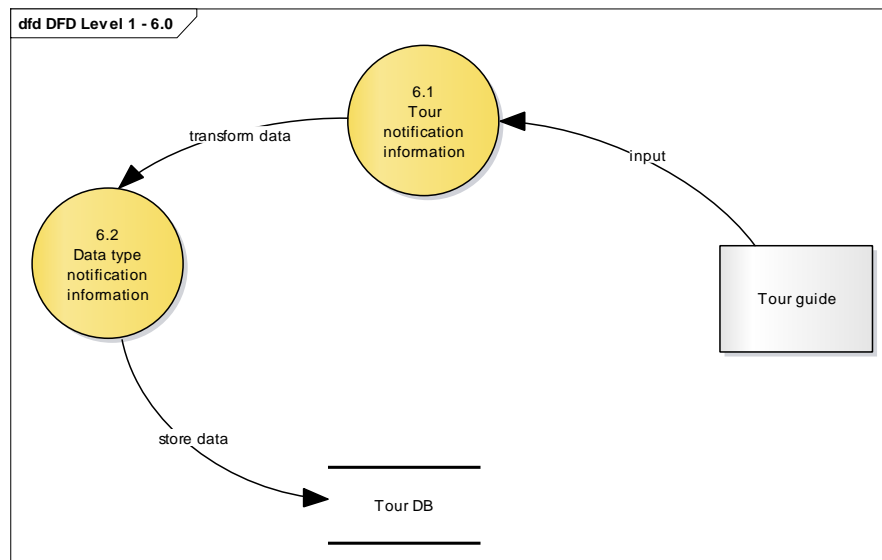 dfd DFD Level 1 - 6.0
6.1
Tour
notification
information
transform data
input
6.2
Data type
notification
information
Tour guide
store data
Tour DB